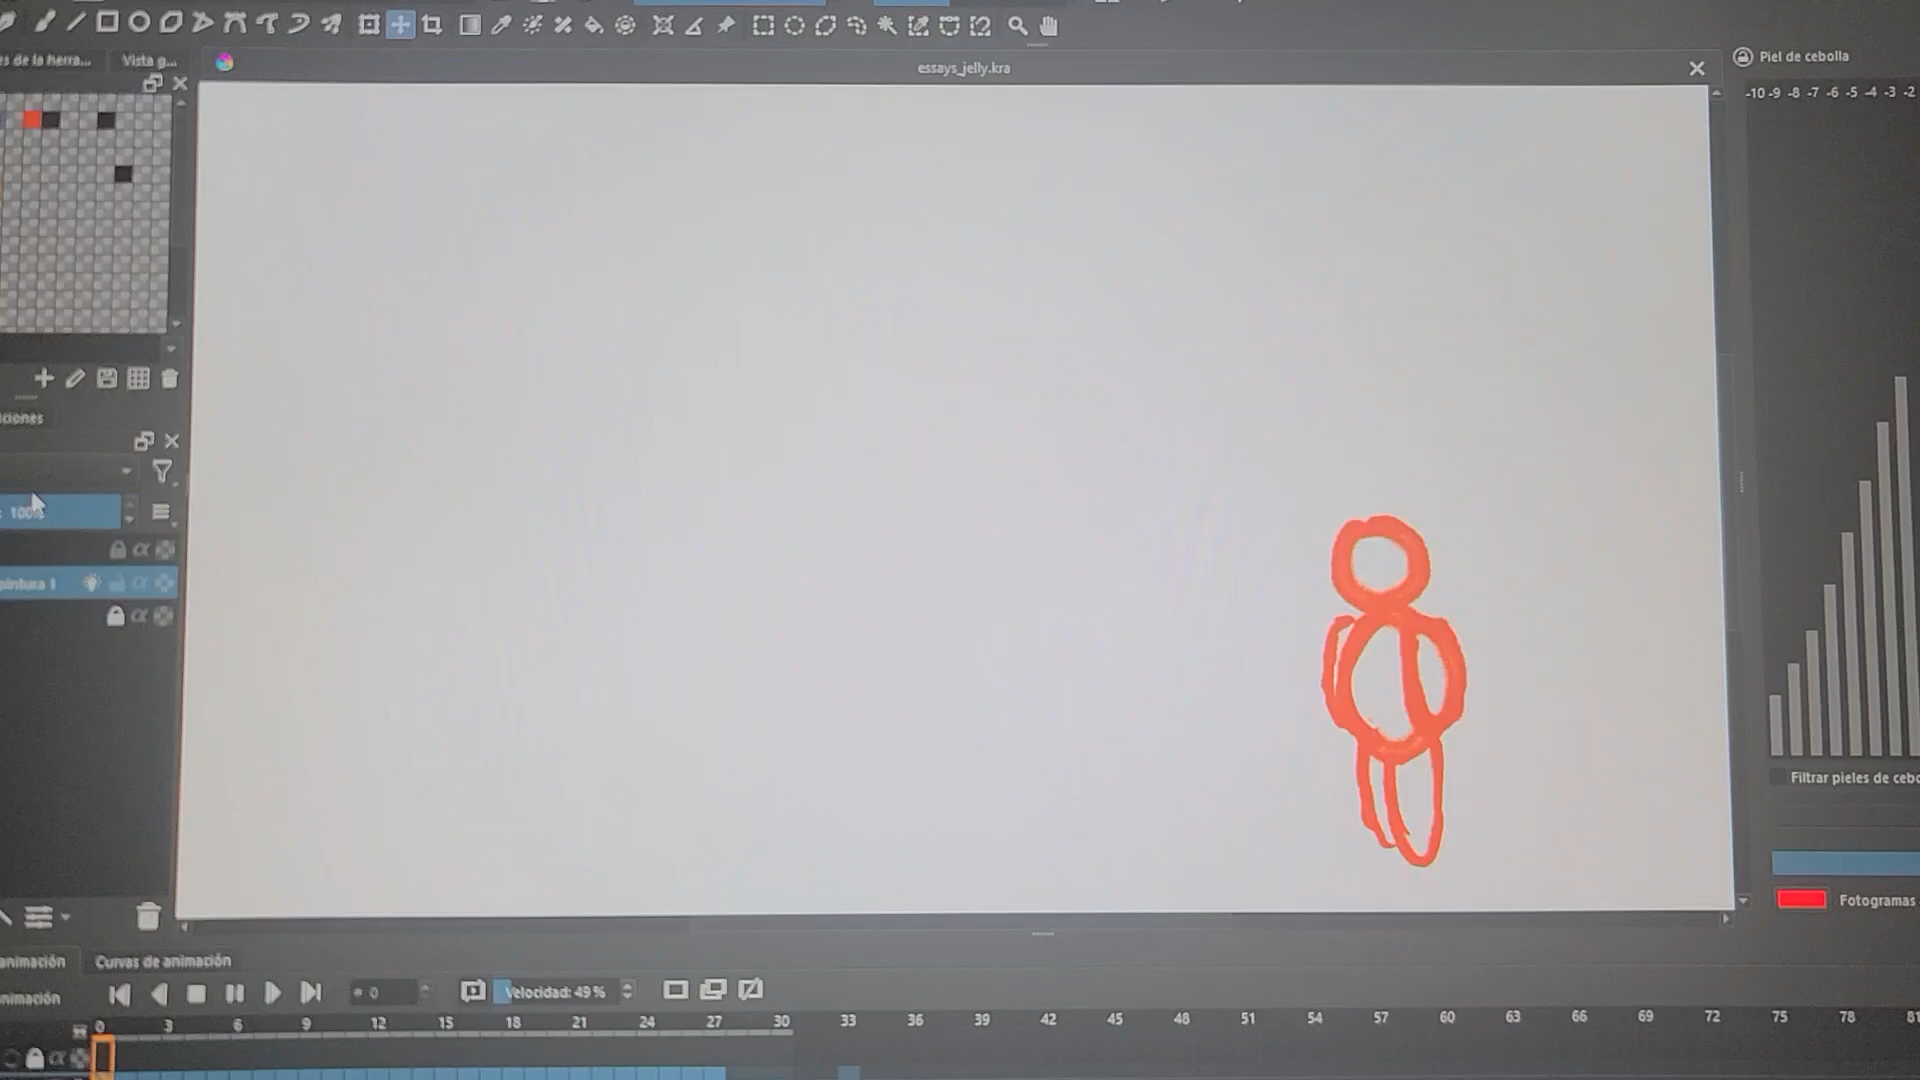 es de la herra...
Vista g...
essays_jelly.kra
Piel de cebolla
-10 -9 -8 -7 -6 -5 -4 -3 -2
ciones
: 100%
pintura 1
Filtrar pieles de cebo
Fotogramas
animación
Curvas de animación
nimación
0
Velocidad: 49 %
0 3 6 9 12 15 18 21 24 27 30 33 36 39 42 45 48 51 54 57 60 63 66 69 72 75 78 81